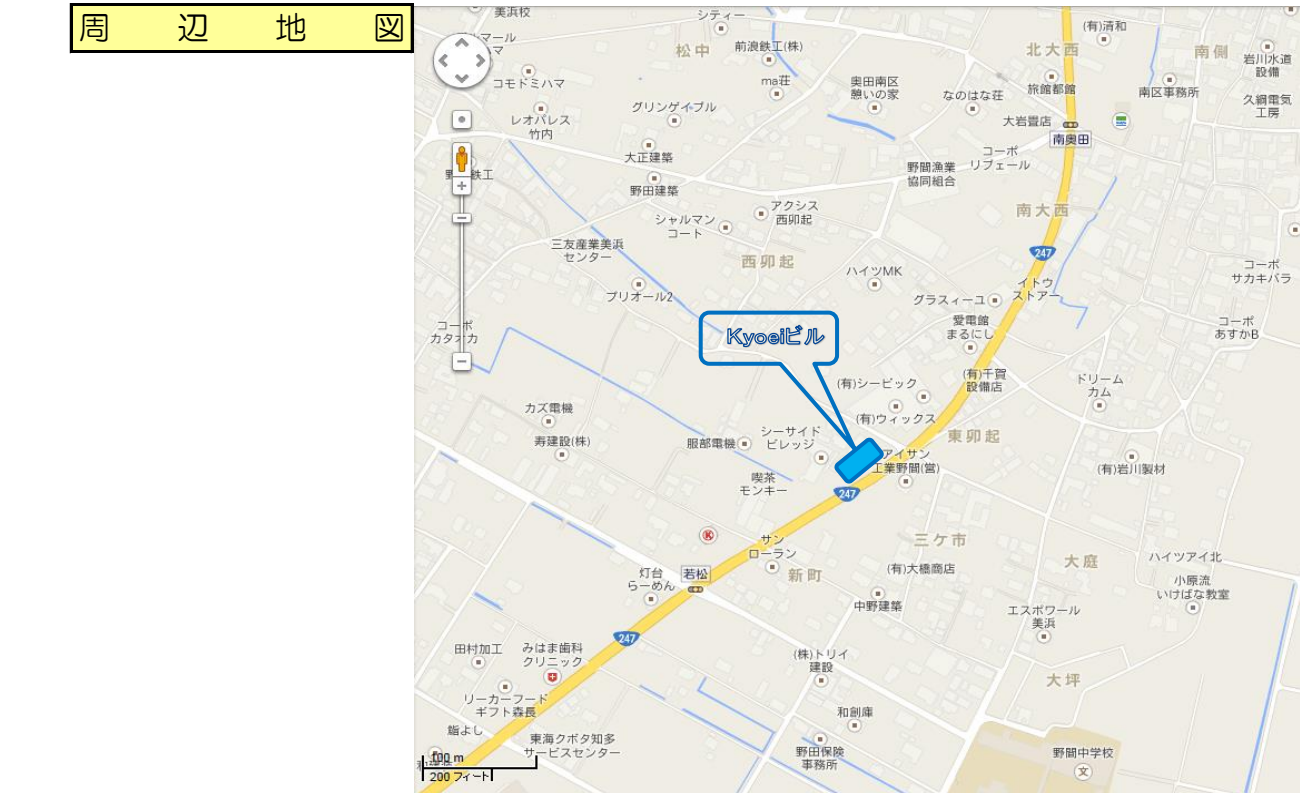 周辺地図
美浜校
シティー
(有)清和
マール
マ
松中
前浪鉄工(株)
北大西
南側
岩川水道
設備
コモドミハマ
ma荘
奥田南区
憩いの家
なのはな荘
旅館都館
南区事務所
久綱電気
工房
グリンゲイブル
レオパレス
竹内
大岩畳店
南奥田
大正建築
コーポ
リブェール
野間漁業
協同組合
鉄工
野田建築
アクシス
西卯起
シャルマン
コート
南大西
三友産業美浜
センター
247
西卯起
ハイツMK
コーポ
サカキバラ
プリオール2
グラスィーユ
イトウ
ストアー
コーポ
カタオカ
Kyoeiビル
愛電館
まるにし
コーポ
あすかB
(有)シービック
(有)千賀
設備店
ドリーム
カム
カズ電機
(有)ウィックス
寿建設(株)
服部電機
シーサイド
ビレッジ
東卯起
アイサン
工業野間(営)
(有)岩川製材
喫茶
モンキー
247
サン
ローラン
三ケ市
大庭
ハイツアイ北
灯台
らーめん
若松
新町
(有)大橋商店
小原流
いけばな教室
中野建築
エスポワール
美浜
247
田村加工
みはま歯科
クリニック
(株)トリイ
建設
大坪
リーカーフード
ギフト森長
和創庫
鮨よし
東海クボタ知多
サービスセンター
野田保険
事務所
野間中学校
文
100 m
200 フィート